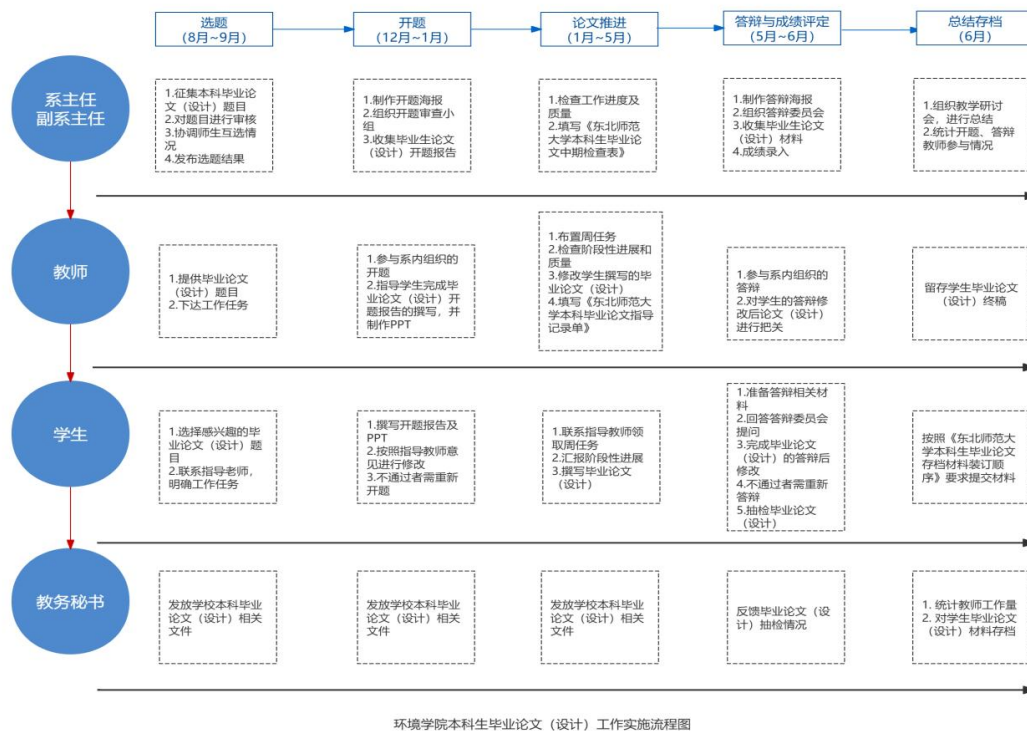 选题
(8月~9月)
开题
(12月~1月)
论文推进
(1月~5月)
答辩与成绩评定
(5月~6月)
总结存档
(6月)
系主任
副系主任
1.征集本科毕业论
文（设计）题目
2.对题目进行审核
3.协调师生互选情
况
4.发布选题结果
1.制作开题海报
2.组织开题审查小
组
3.收集毕业生论文
（设计）开题报告
1.检查工作进度及
质量
2.填写《东北师范
大学本科生毕业论
文中期检查表》
1.制作答辩海报
2.组织答辩委员会
3.收集毕业生论文
（设计）材料
4.成绩录入
1.组织教学研讨
会，进行总结
2.统计开题、答辩
教师参与情况
教师
1.提供毕业论文
（设计）题目
2.下达工作任务
1.参与系内组织的
开题
2.指导学生完成毕
业论文（设计）开
题报告的撰写，并
制作PPT
1.布置周任务
2.检查阶段性进展和
质量
3.修改学生撰写的毕
业论文（设计）
4.填写《东北师范大
学本科毕业论文指导
记录单》
1.参与系内组织的
答辩
2.对学生的答辩修
改后论文（设计）
进行把关
留存学生毕业论文
（设计）终稿
学生
1.选择感兴趣的毕
业论文（设计）题
目
2.联系指导老师，
明确工作任务
1.撰写开题报告及
PPT
2.按照指导教师意
见进行修改
3.不通过者需重新
开题
1.联系指导教师领
取周任务
2.汇报阶段性进展
3.撰写毕业论文
（设计）
1.准备答辩相关材
料
2.回答答辩委员会
提问
3.完成毕业论文
（设计）的答辩后
修改
4.不通过者需重新
答辩
5.抽检毕业论文
（设计）
按照《东北师范大
学本科生毕业论文
存档材料装订顺
序》要求提交材料
教务秘书
发放学校本科毕业
论文（设计）相关
文件
发放学校本科毕业
论文（设计）相关
文件
发放学校本科毕业
论文（设计）相关
文件
反馈毕业论文（设
计）抽检情况
1. 统计教师工作量
2. 对学生毕业论文
（设计）材料存档
环境学院本科生毕业论文（设计）工作实施流程图